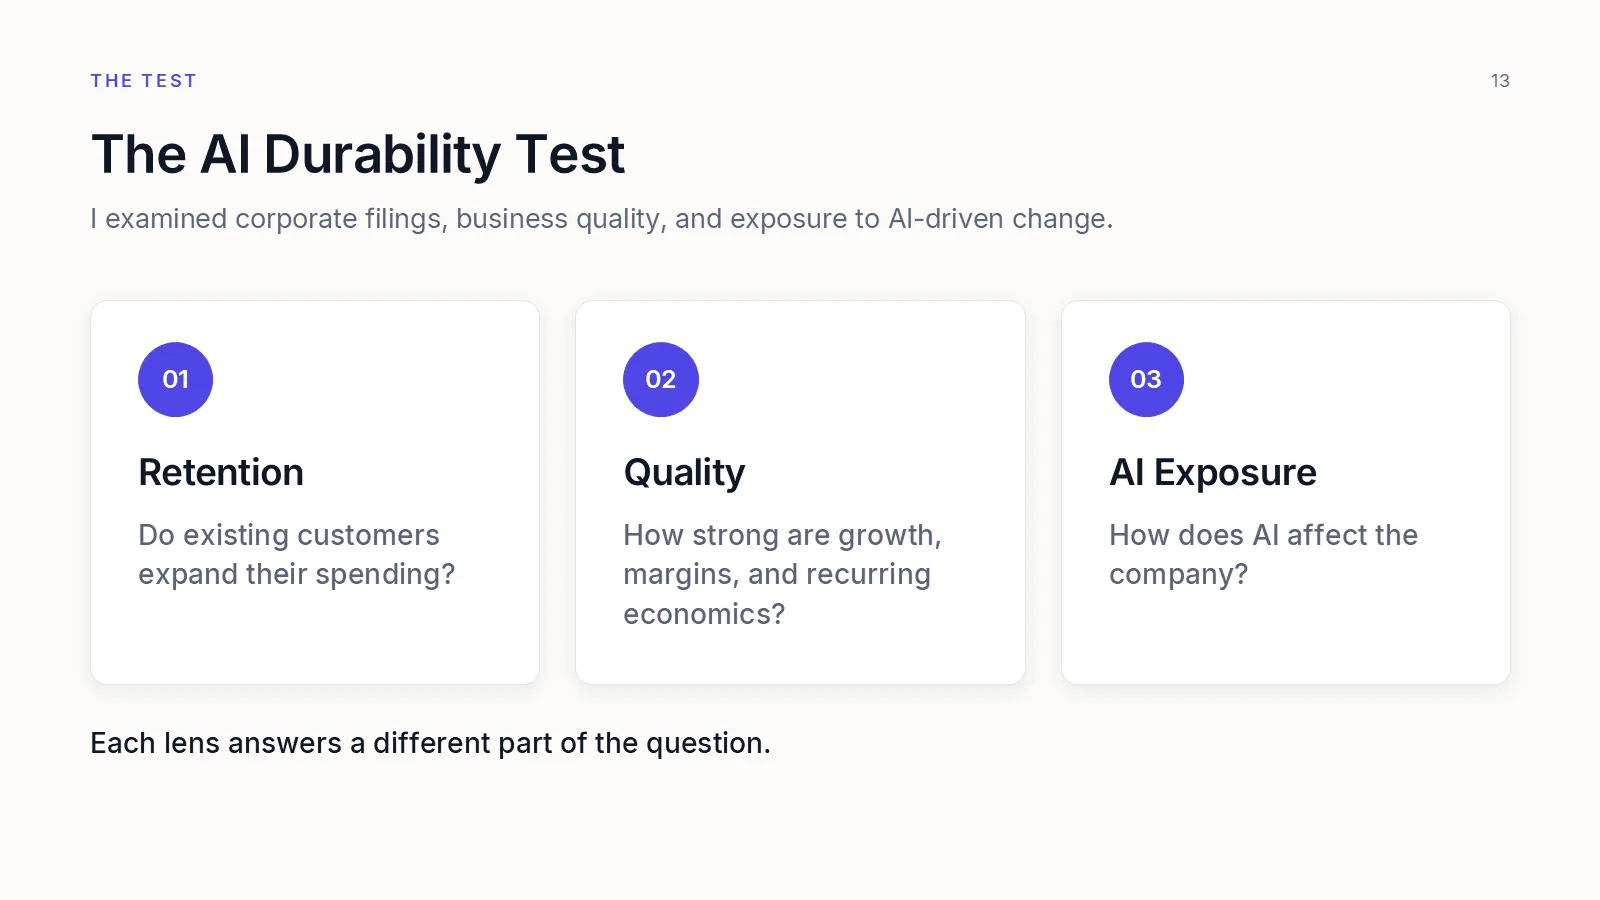 THE TEST
13
The AI Durability Test
I examined corporate filings, business quality, and exposure to AI-driven change.
01
Retention
Do existing customers
expand their spending?
02
Quality
How strong are growth,
margins, and recurring
economics?
03
AI Exposure
How does AI affect the
company?
Each lens answers a different part of the question.